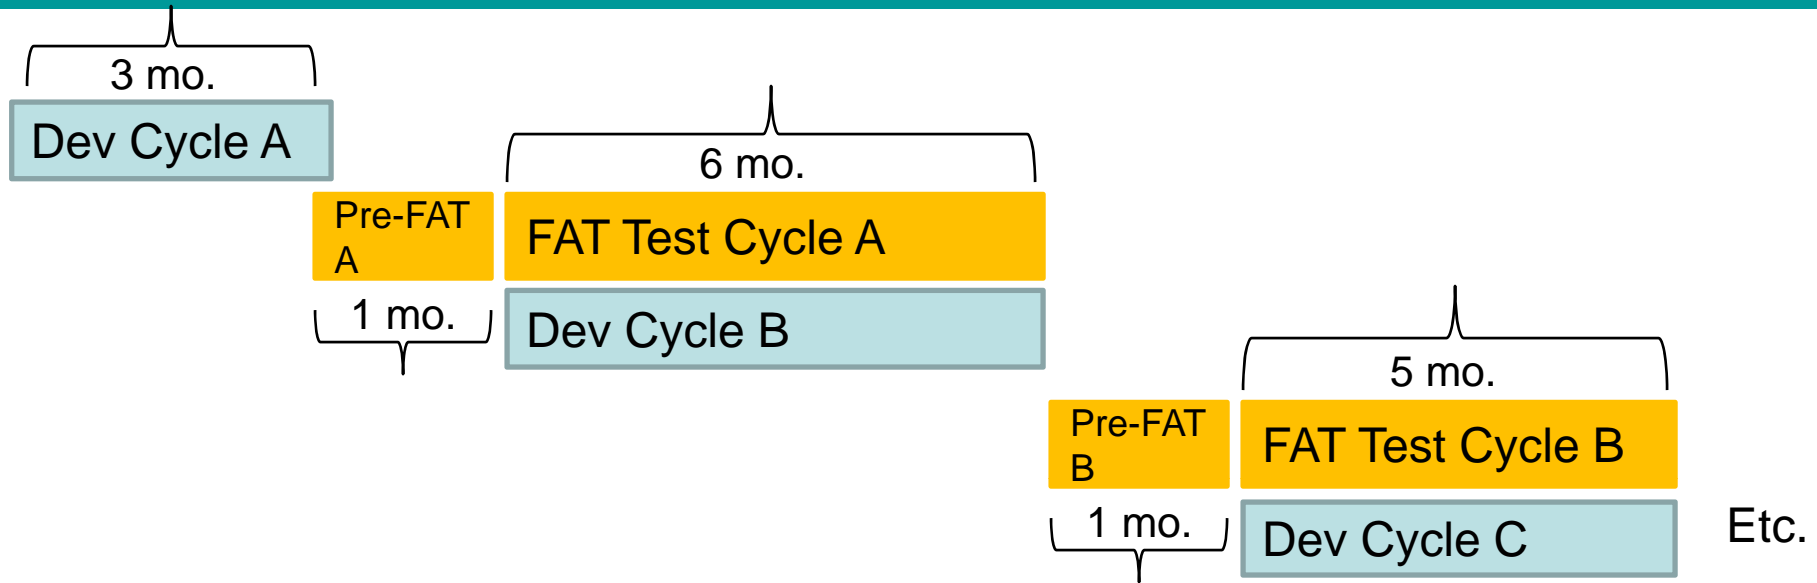 3 mo.
Dev Cycle A
6 mo.
Pre-FAT
A
FAT Test Cycle A
1 mo.
Dev Cycle B
5 mo.
Pre-FAT
B
FAT Test Cycle B
1 mo.
Dev Cycle C
Etc.